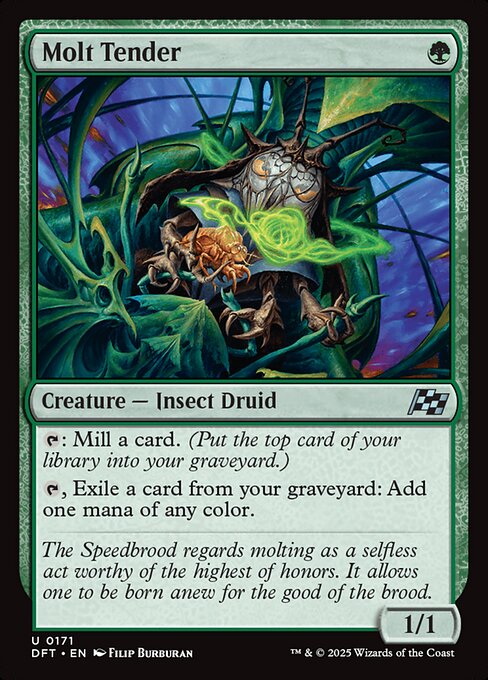 Molt Tender
Creature — Insect Druid
: Mill a card. (Put the top card of your
library into your graveyard.)
, Exile a card from your graveyard: Add
one mana of any color.
The Speedbrood regards molting as a selfless
act worthy of the highest of honors. It allows
one to be born anew for the good of the brood.
1/1
U 0171
DFT • EN Filip Burburan
™ & © 2025 Wizards of the Coast